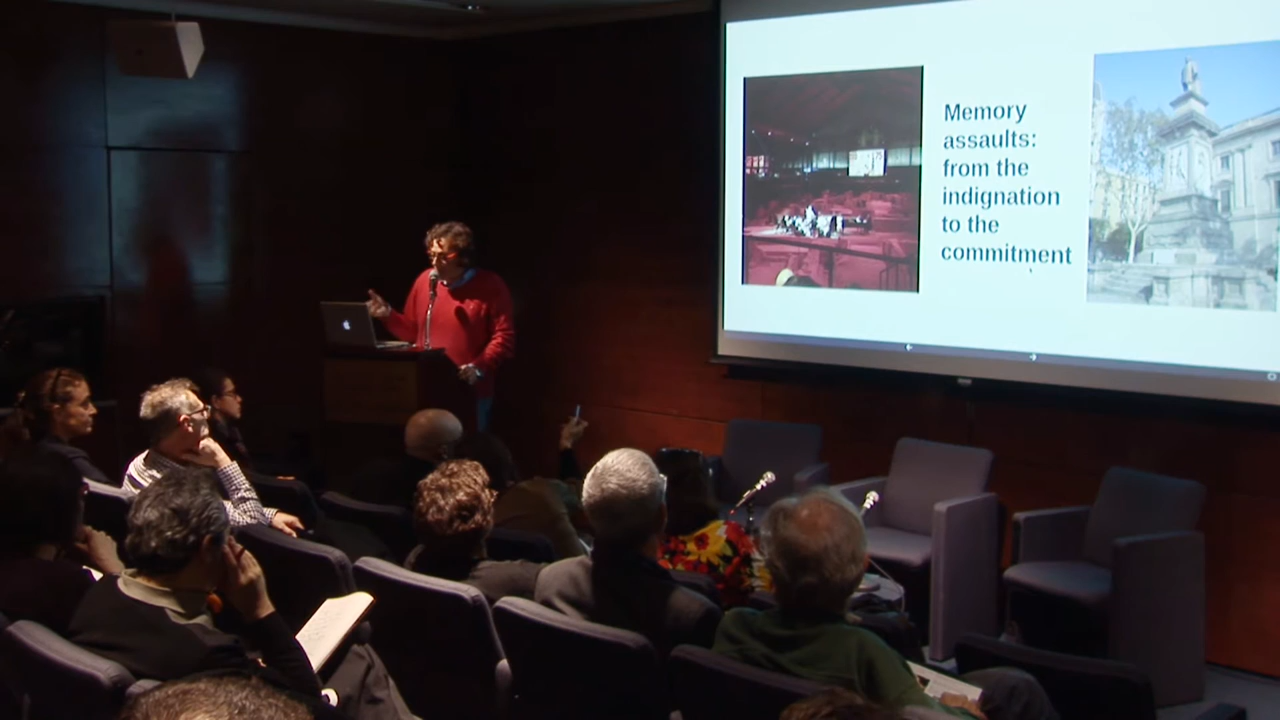 Memory
assaults:
from the
indignation
to the
commitment